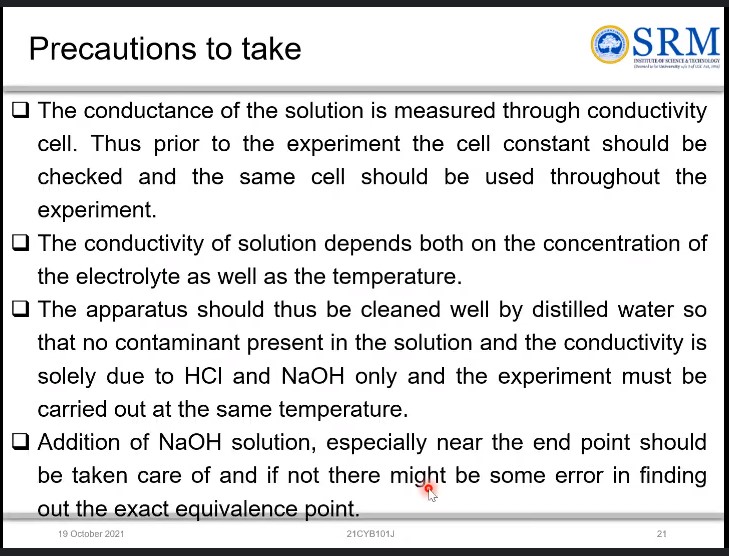 Precautions to take
SRM
INSTITUTE OF SCIENCE & TECHNOLOGY
❑ The conductance of the solution is measured through conductivity
cell. Thus prior to the experiment the cell constant should be
checked and the same cell should be used throughout the
experiment.
❑ The conductivity of solution depends both on the concentration of
the electrolyte as well as the temperature.
❑ The apparatus should thus be cleaned well by distilled water so
that no contaminant present in the solution and the conductivity is
solely due to HCl and NaOH only and the experiment must be
carried out at the same temperature.
❑ Addition of NaOH solution, especially near the end point should
be taken care of and if not there might be some error in finding
out the exact equivalence point.
19 October 2021
21CYB101J
21